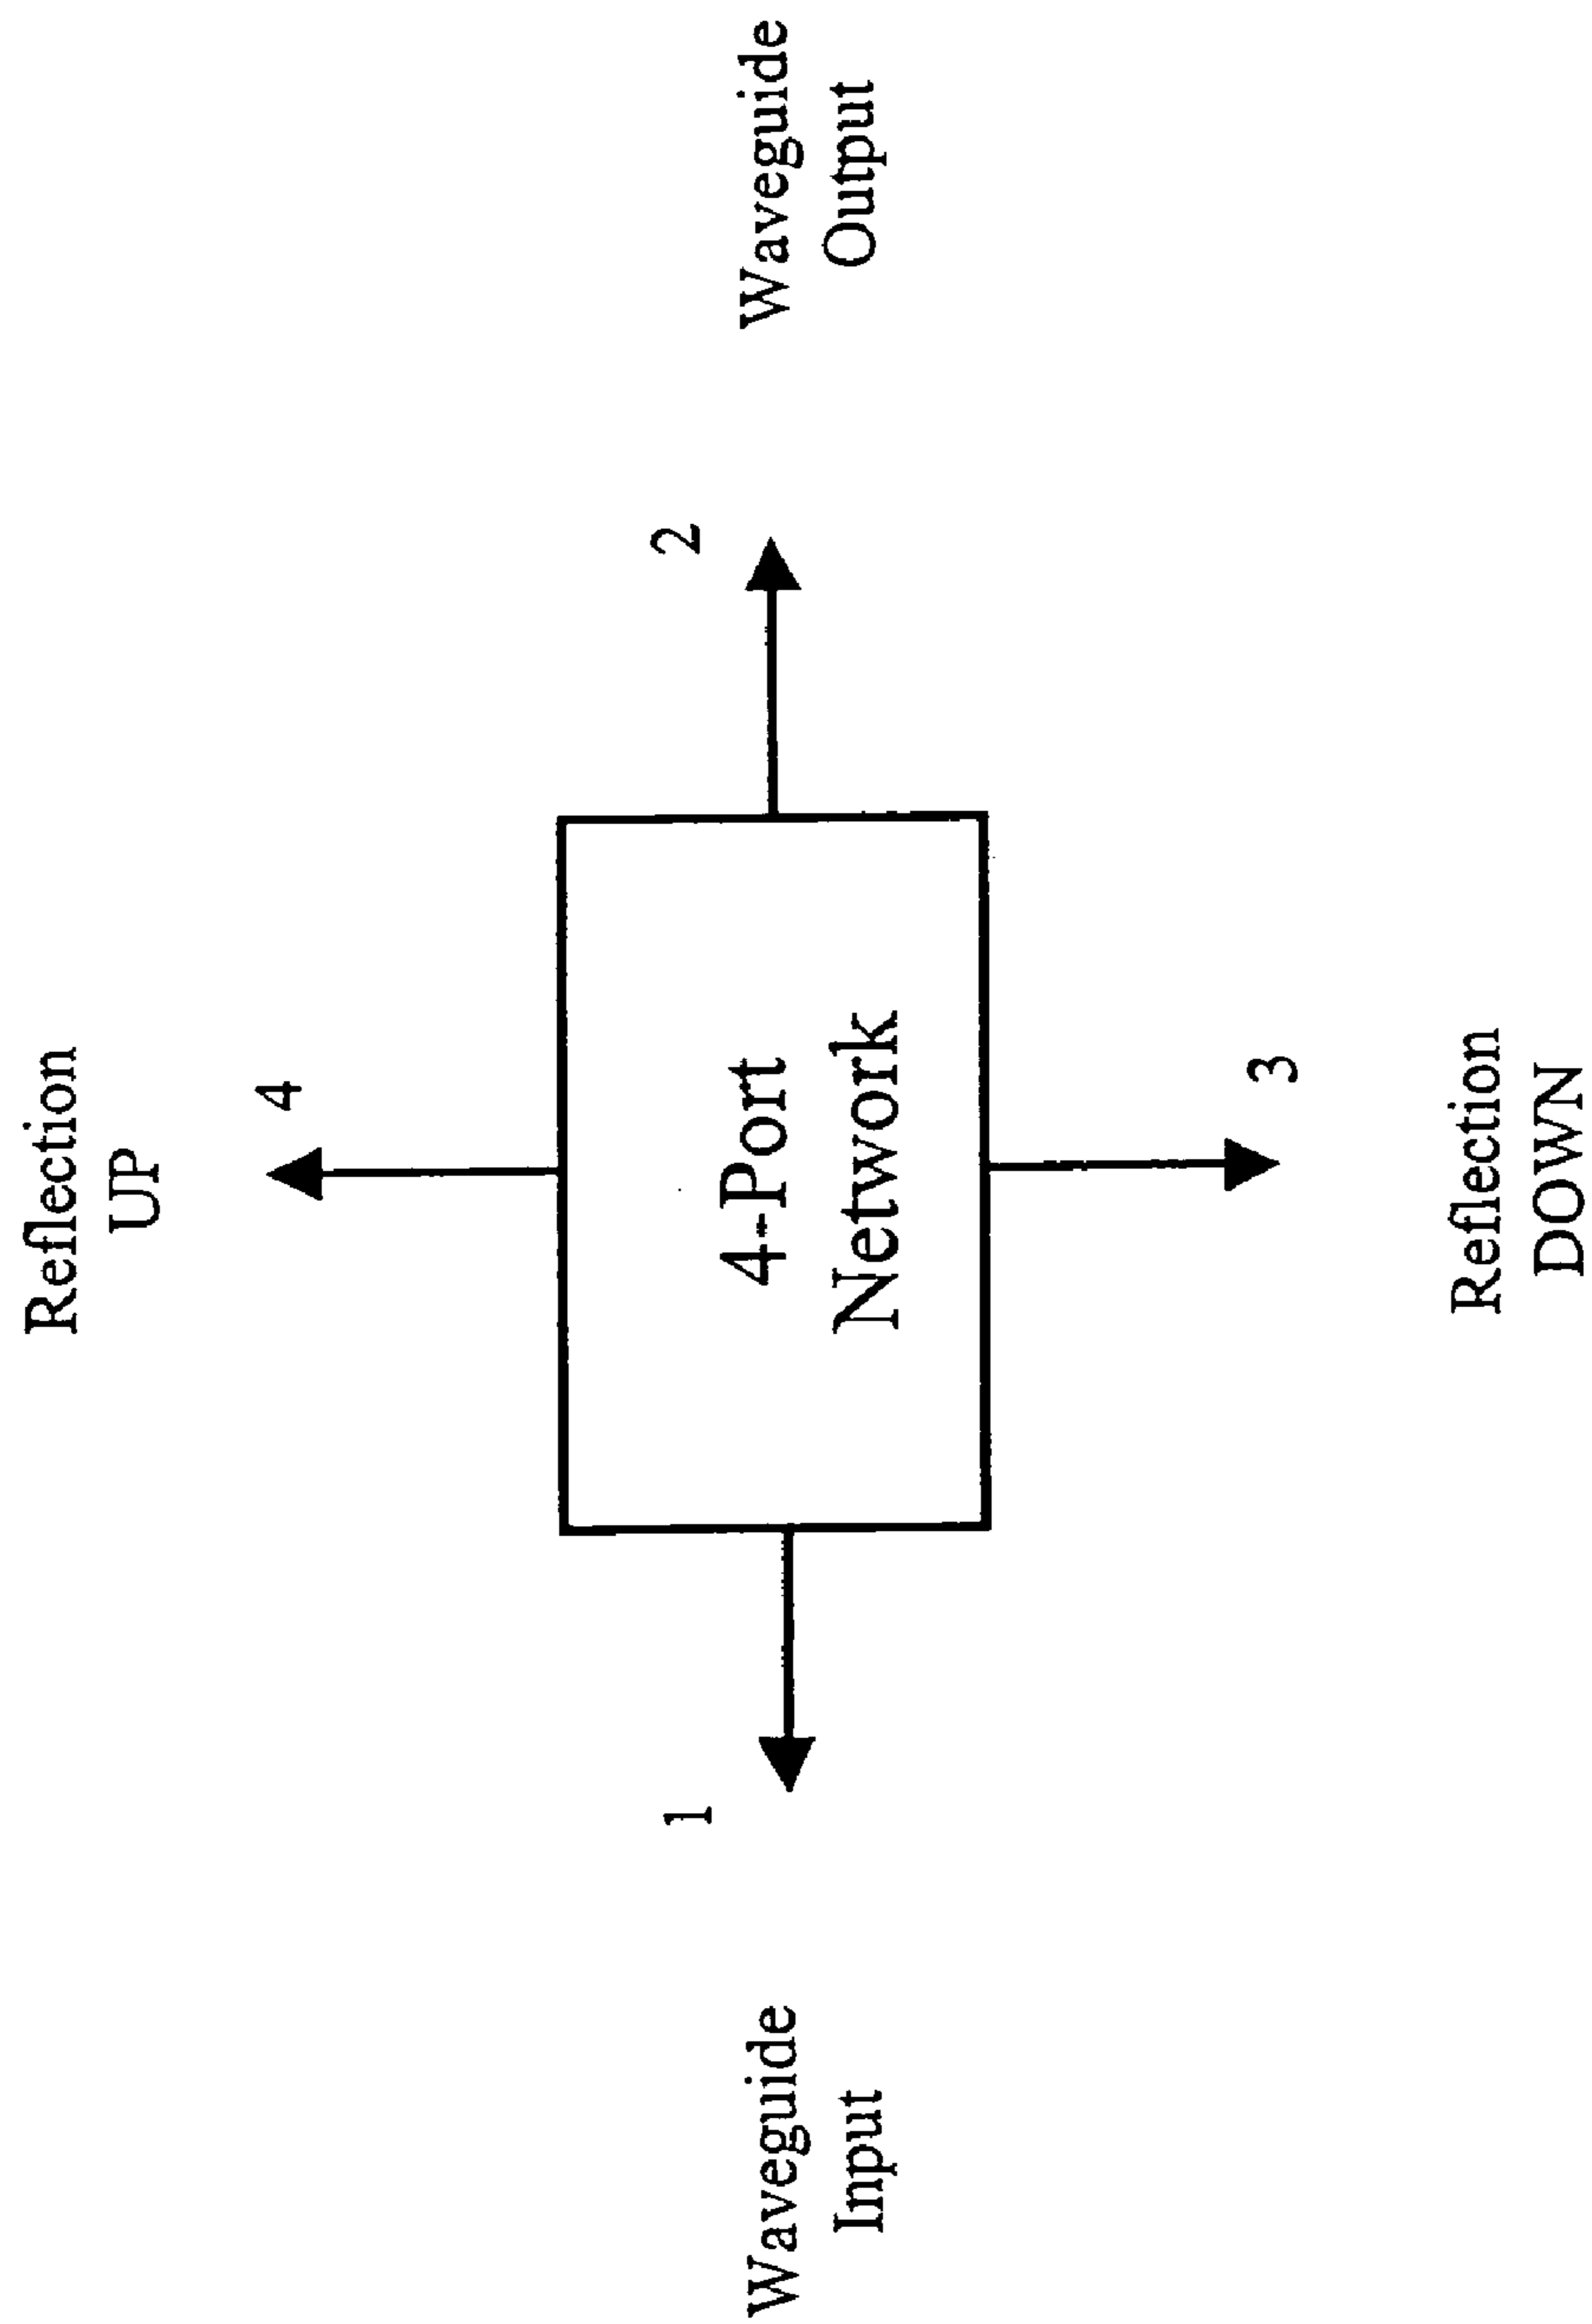 Reflection
UP
4
Waveguide
Input
1
4-Port
Network
2
Waveguide
Output
3
Reflection
DOWN